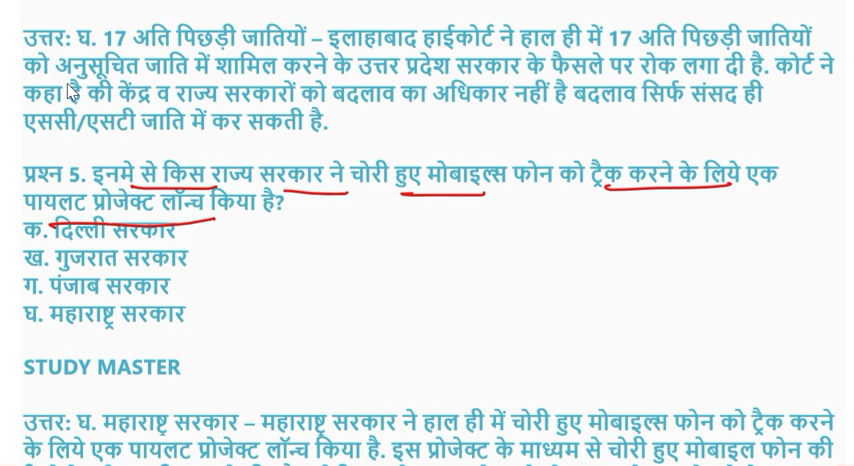 उत्तर: घ. 17 अति पिछड़ी जातियों – इलाहाबाद हाईकोर्ट ने हाल ही में 17 अति पिछड़ी जातियों
को अनुसूचित जाति में शामिल करने के उत्तर प्रदेश सरकार के फैसले पर रोक लगा दी है. कोर्ट ने
कहा है की केंद्र व राज्य सरकारों को बदलाव का अधिकार नहीं है बदलाव सिर्फ संसद ही
एससी/एसटी जाति में कर सकती है.
प्रश्न 5. इनमे से किस राज्य सरकार ने चोरी हुए मोबाइल्स फोन को ट्रैक करने के लिये एक
पायलट प्रोजेक्ट लॉन्च किया है?
क. दिल्ली सरकार
ख. गुजरात सरकार
ग. पंजाब सरकार
घ. महाराष्ट्र सरकार
STUDY MASTER
उत्तर: घ. महाराष्ट्र सरकार – महाराष्ट्र सरकार ने हाल ही में चोरी हुए मोबाइल्स फोन को ट्रैक करने
के लिये एक पायलट प्रोजेक्ट लॉन्च किया है. इस प्रोजेक्ट के माध्यम से चोरी हुए मोबाइल फोन की